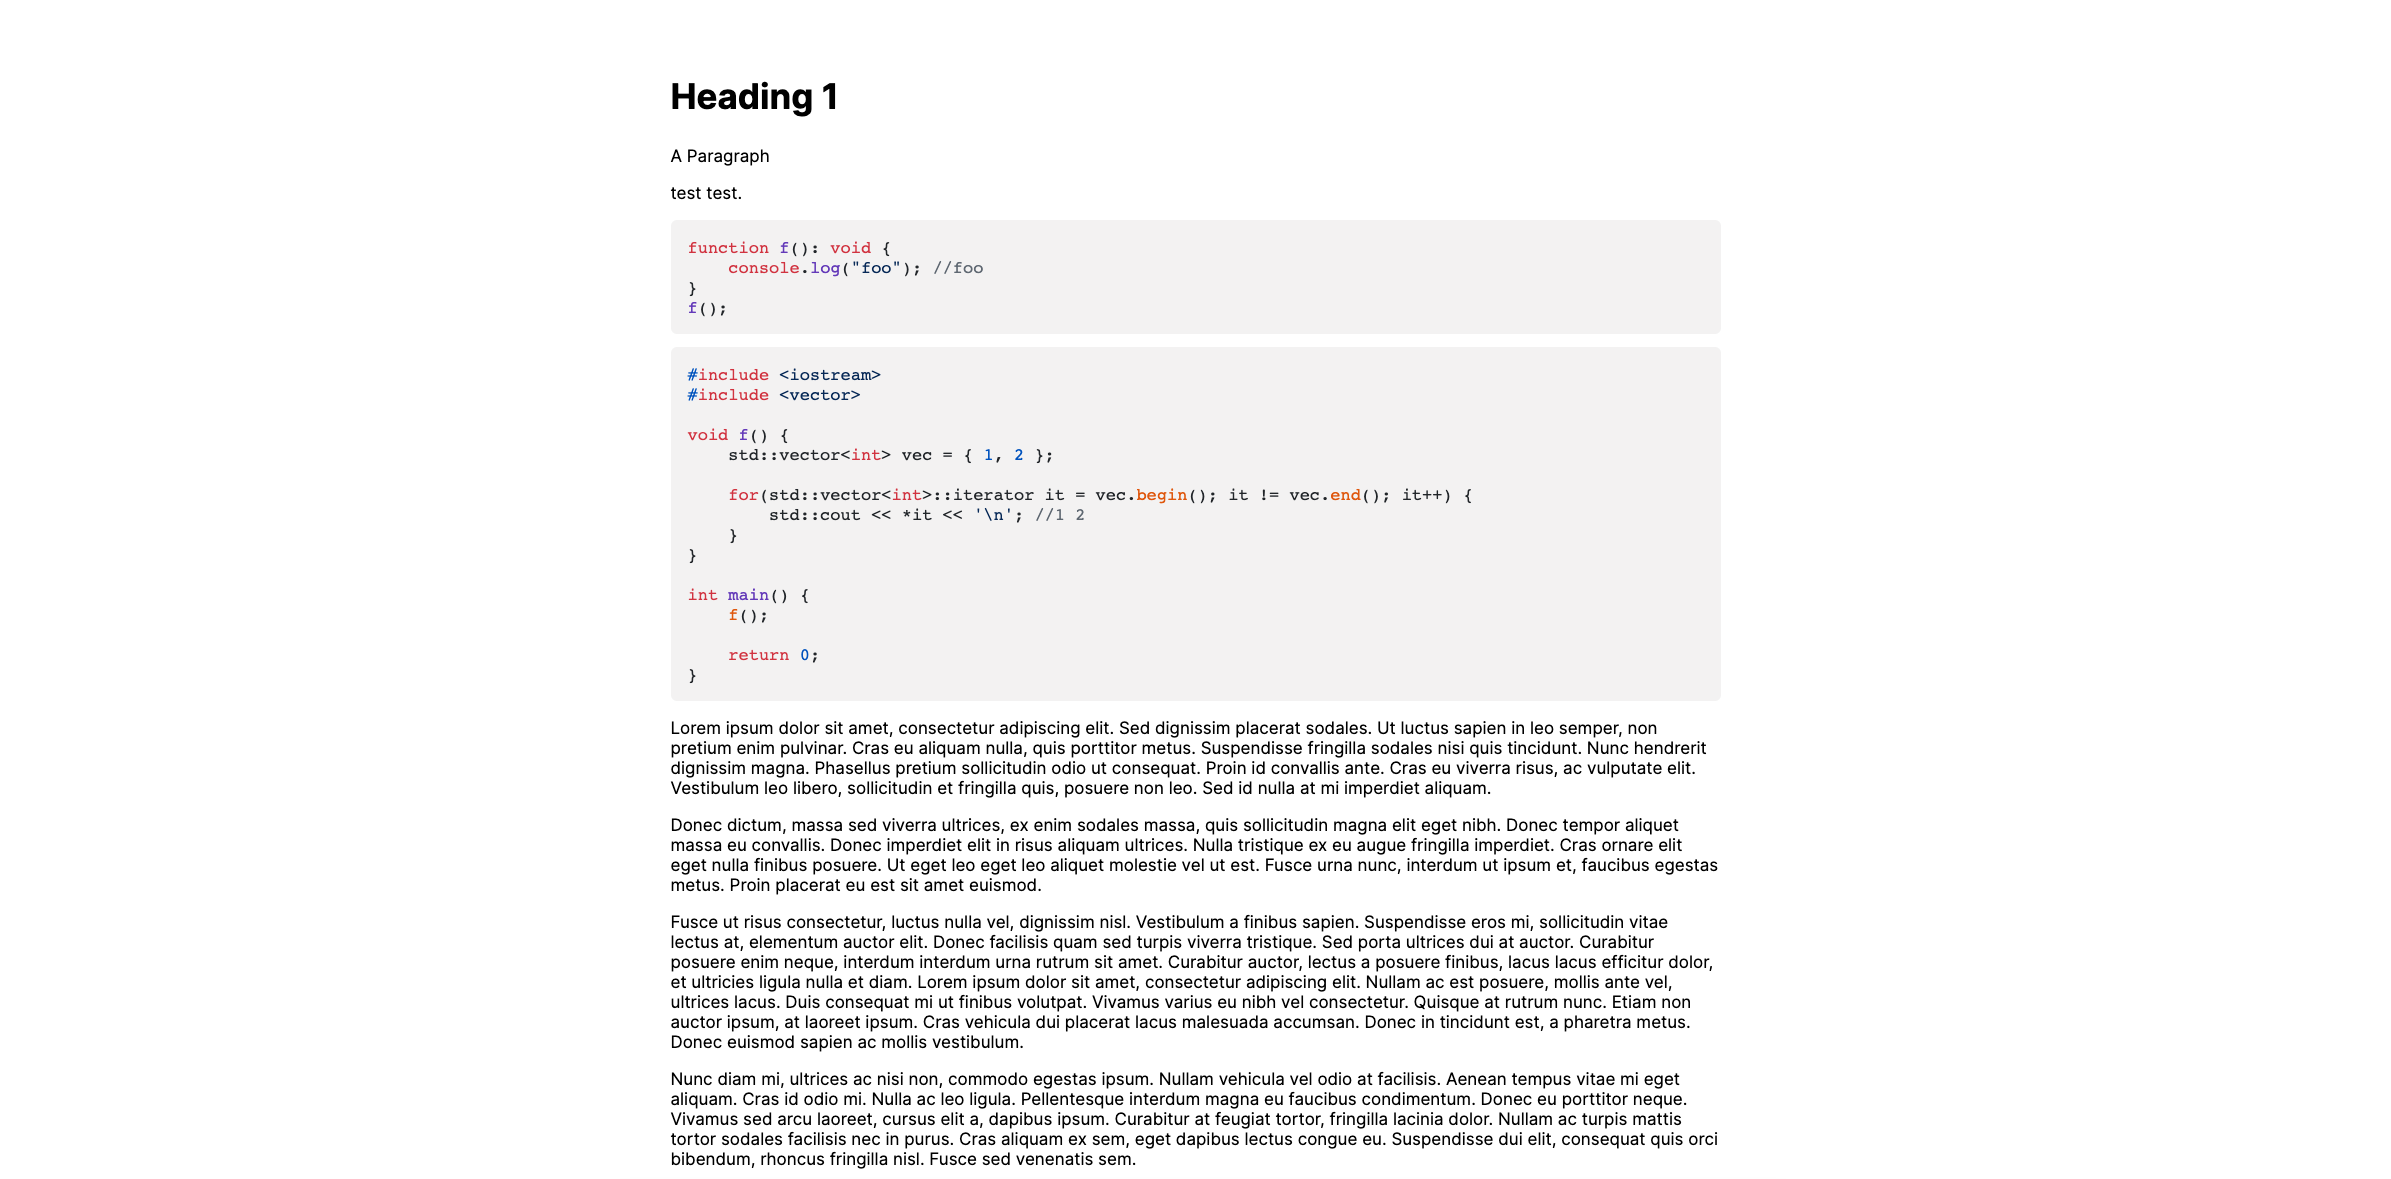 Heading 1
A Paragraph
test test.
function f(): void {
    console.log("foo"); //foo
}
f();
#include <iostream>
#include <vector>
void f() {
    std::vector<int> vec = { 1, 2 };
    for(std::vector<int>::iterator it = vec.begin(); it != vec.end(); it++) {
        std::cout << *it << '\n'; //1 2
    }
}
int main() {
    f();
    return 0;
}
Lorem ipsum dolor sit amet, consectetur adipiscing elit. Sed dignissim placerat sodales. Ut luctus sapien in leo semper, non
pretium enim pulvinar. Cras eu aliquam nulla, quis porttitor metus. Suspendisse fringilla sodales nisi quis tincidunt. Nunc hendrerit
dignissim magna. Phasellus pretium sollicitudin odio ut consequat. Proin id convallis ante. Cras eu viverra risus, ac vulputate elit.
Vestibulum leo libero, sollicitudin et fringilla quis, posuere non leo. Sed id nulla at mi imperdiet aliquam.
Donec dictum, massa sed viverra ultrices, ex enim sodales massa, quis sollicitudin magna elit eget nibh. Donec tempor aliquet
massa eu convallis. Donec imperdiet elit in risus aliquam ultrices. Nulla tristique ex eu augue fringilla imperdiet. Cras ornare elit
eget nulla finibus posuere. Ut eget leo eget leo aliquet molestie vel ut est. Fusce urna nunc, interdum ut ipsum et, faucibus egestas
metus. Proin placerat eu est sit amet euismod.
Fusce ut risus consectetur, luctus nulla vel, dignissim nisl. Vestibulum a finibus sapien. Suspendisse eros mi, sollicitudin vitae
lectus at, elementum auctor elit. Donec facilisis quam sed turpis viverra tristique. Sed porta ultrices dui at auctor. Curabitur
posuere enim neque, interdum interdum urna rutrum sit amet. Curabitur auctor, lectus a posuere finibus, lacus lacus efficitur dolor,
et ultricies ligula nulla et diam. Lorem ipsum dolor sit amet, consectetur adipiscing elit. Nullam ac est posuere, mollis ante vel,
ultrices lacus. Duis consequat mi ut finibus volutpat. Vivamus varius eu nibh vel consectetur. Quisque at rutrum nunc. Etiam non
auctor ipsum, at laoreet ipsum. Cras vehicula dui placerat lacus malesuada accumsan. Donec in tincidunt est, a pharetra metus.
Donec euismod sapien ac mollis vestibulum.
Nunc diam mi, ultrices ac nisi non, commodo egestas ipsum. Nullam vehicula vel odio at facilisis. Aenean tempus vitae mi eget
aliquam. Cras id odio mi. Nulla ac leo ligula. Pellentesque interdum magna eu faucibus condimentum. Donec eu porttitor neque.
Vivamus sed arcu laoreet, cursus elit a, dapibus ipsum. Curabitur at feugiat tortor, fringilla lacinia dolor. Nullam ac turpis mattis
tortor sodales facilisis nec in purus. Cras aliquam ex sem, eget dapibus lectus congue eu. Suspendisse dui elit, consequat quis orci
bibendum, rhoncus fringilla nisl. Fusce sed venenatis sem.